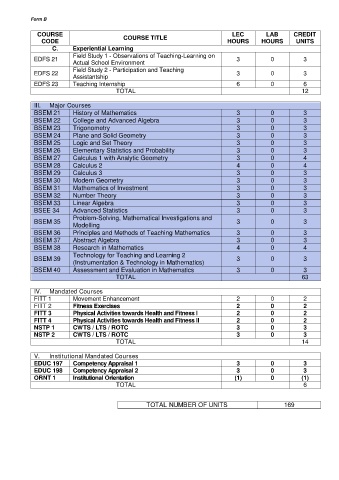 Form B
COURSE CODE COURSE TITLE LEC HOURS LAB HOURS CREDIT UNITS
C. Experiential Learning
EDFS 21 Field Study 1 - Observations of Teaching-Learning on Actual School Environment 3 0 3
EDFS 22 Field Study 2 - Participation and Teaching Assistantship 3 0 3
EDFS 23 Teaching Internship 6 0 6
TOTAL 12
III. Major Courses
BSEM 21 History of Mathematics 3 0 3
BSEM 22 College and Advanced Algebra 3 0 3
BSEM 23 Trigonometry 3 0 3
BSEM 24 Plane and Solid Geometry 3 0 3
BSEM 25 Logic and Set Theory 3 0 3
BSEM 26 Elementary Statistics and Probability 3 0 3
BSEM 27 Calculus 1 with Analytic Geometry 3 0 4
BSEM 28 Calculus 2 4 0 4
BSEM 29 Calculus 3 3 0 3
BSEM 30 Modern Geometry 3 0 3
BSEM 31 Mathematics of Investment 3 0 3
BSEM 32 Number Theory 3 0 3
BSEM 33 Linear Algebra 3 0 3
BSEE 34 Advanced Statistics 3 0 3
BSEM 35 Problem-Solving, Mathematical Investigations and Modelling 3 0 3
BSEM 36 Principles and Methods of Teaching Mathematics 3 0 3
BSEM 37 Abstract Algebra 3 0 3
BSEM 38 Research in Mathematics 4 0 4
BSEM 39 Technology for Teaching and Learning 2 (Instrumentation & Technology in Mathematics) 3 0 3
BSEM 40 Assessment and Evaluation in Mathematics 3 0 3
TOTAL 63
IV. Mandated Courses
FITT 1 Movement Enhancement 2 0 2
FITT 2 Fitness Exercises 2 0 2
FITT 3 Physical Activities towards Health and Fitness I 2 0 2
FITT 4 Physical Activities towards Health and Fitness II 2 0 2
NSTP 1 CWTS / LTS / ROTC 3 0 3
NSTP 2 CWTS / LTS / ROTC 3 0 3
TOTAL 14
V. Institutional Mandated Courses
EDUC 197 Competency Appraisal 1 3 0 3
EDUC 198 Competency Appraisal 2 3 0 3
ORNT 1 Institutional Orientation (1) 0 (1)
TOTAL 6
TOTAL NUMBER OF UNITS 169